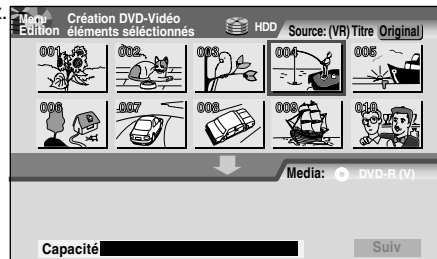 Menu Edition
Création DVD-Vidéo éléments séléctionnés
HDD
Source: (VR) Titre Original
001 002 003 004 005
006 007 008 009 010
Media: DVD-R (V)
Capacité
Suiv